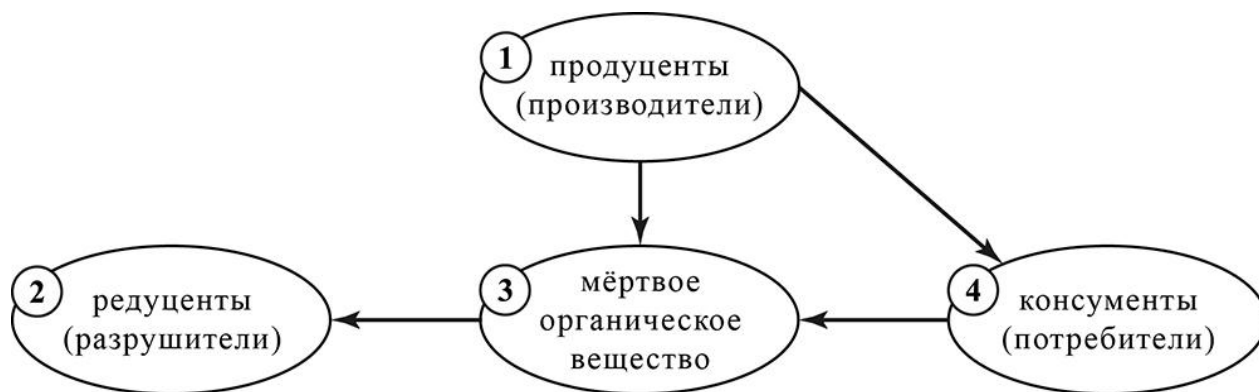 1
продуценты
(производители)
2
редуценты
(разрушители)
3
мёртвое
органическое
вещество
4
консументы
(потребители)